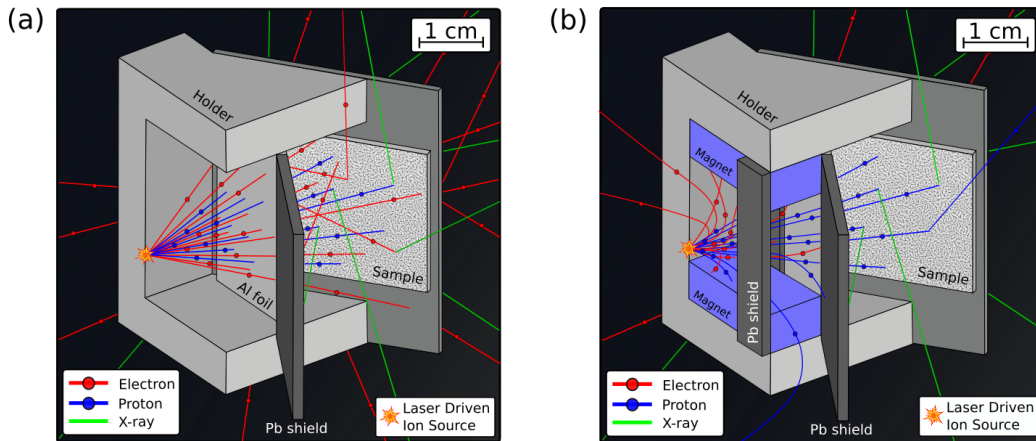 (a)
1 cm
Holder
Sample
Al foil
Electron
Proton
X-ray
Pb shield
Laser Driven
Ion Source
(b)
1 cm
Holder
Magnet
Sample
Magnet
Pb shield
Electron
Proton
X-ray
Pb shield
Laser Driven
Ion Source